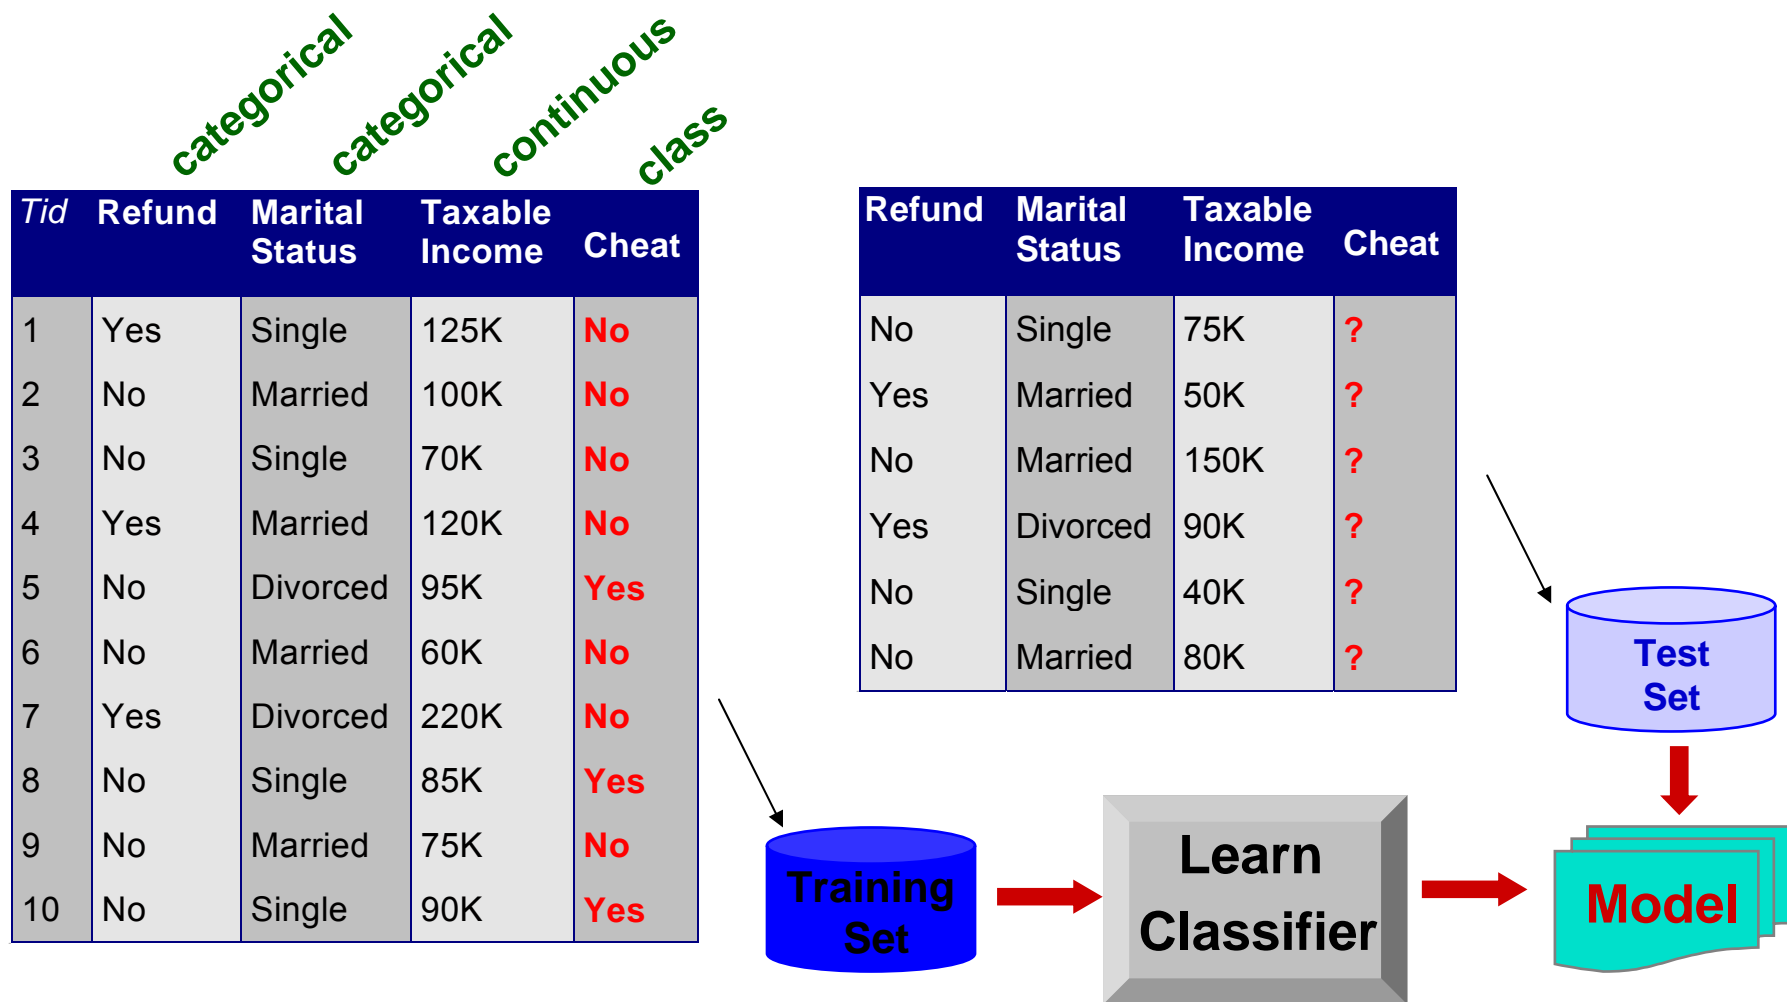 categorical categorical continuous class
Tid Refund Marital Status Taxable Income Cheat
1 Yes Single 125K No
2 No Married 100K No
3 No Single 70K No
4 Yes Married 120K No
5 No Divorced 95K Yes
6 No Married 60K No
7 Yes Divorced 220K No
8 No Single 85K Yes
9 No Married 75K No
10 No Single 90K Yes
Refund Marital Status Taxable Income Cheat
No Single 75K ?
Yes Married 50K ?
No Married 150K ?
Yes Divorced 90K ?
No Single 40K ?
No Married 80K ?
Test
Set
Training
Set
Learn
Classifier
Model